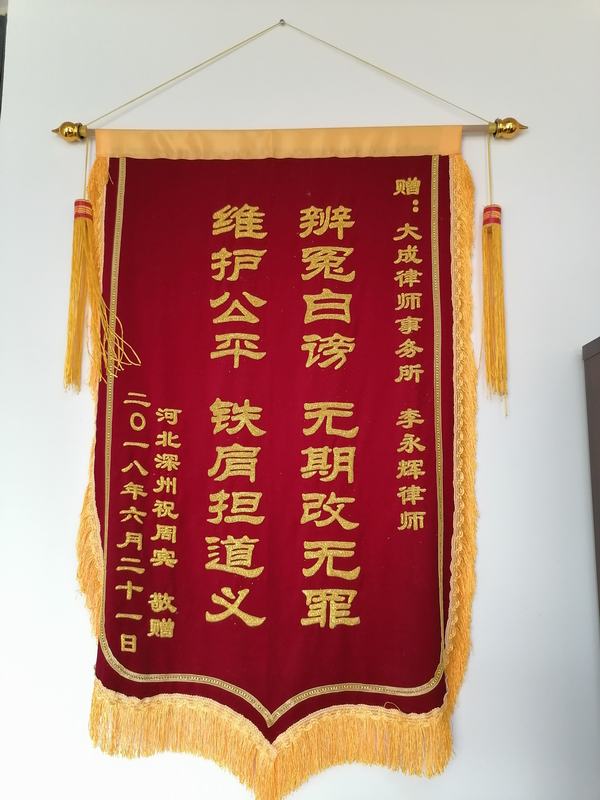 赠：大成律师事务所 李永辉律师
辨冤白谤 无期改无罪
维护公平 铁肩担道义
河北深州祝周宾 敬赠
二〇一八年六月二十一日